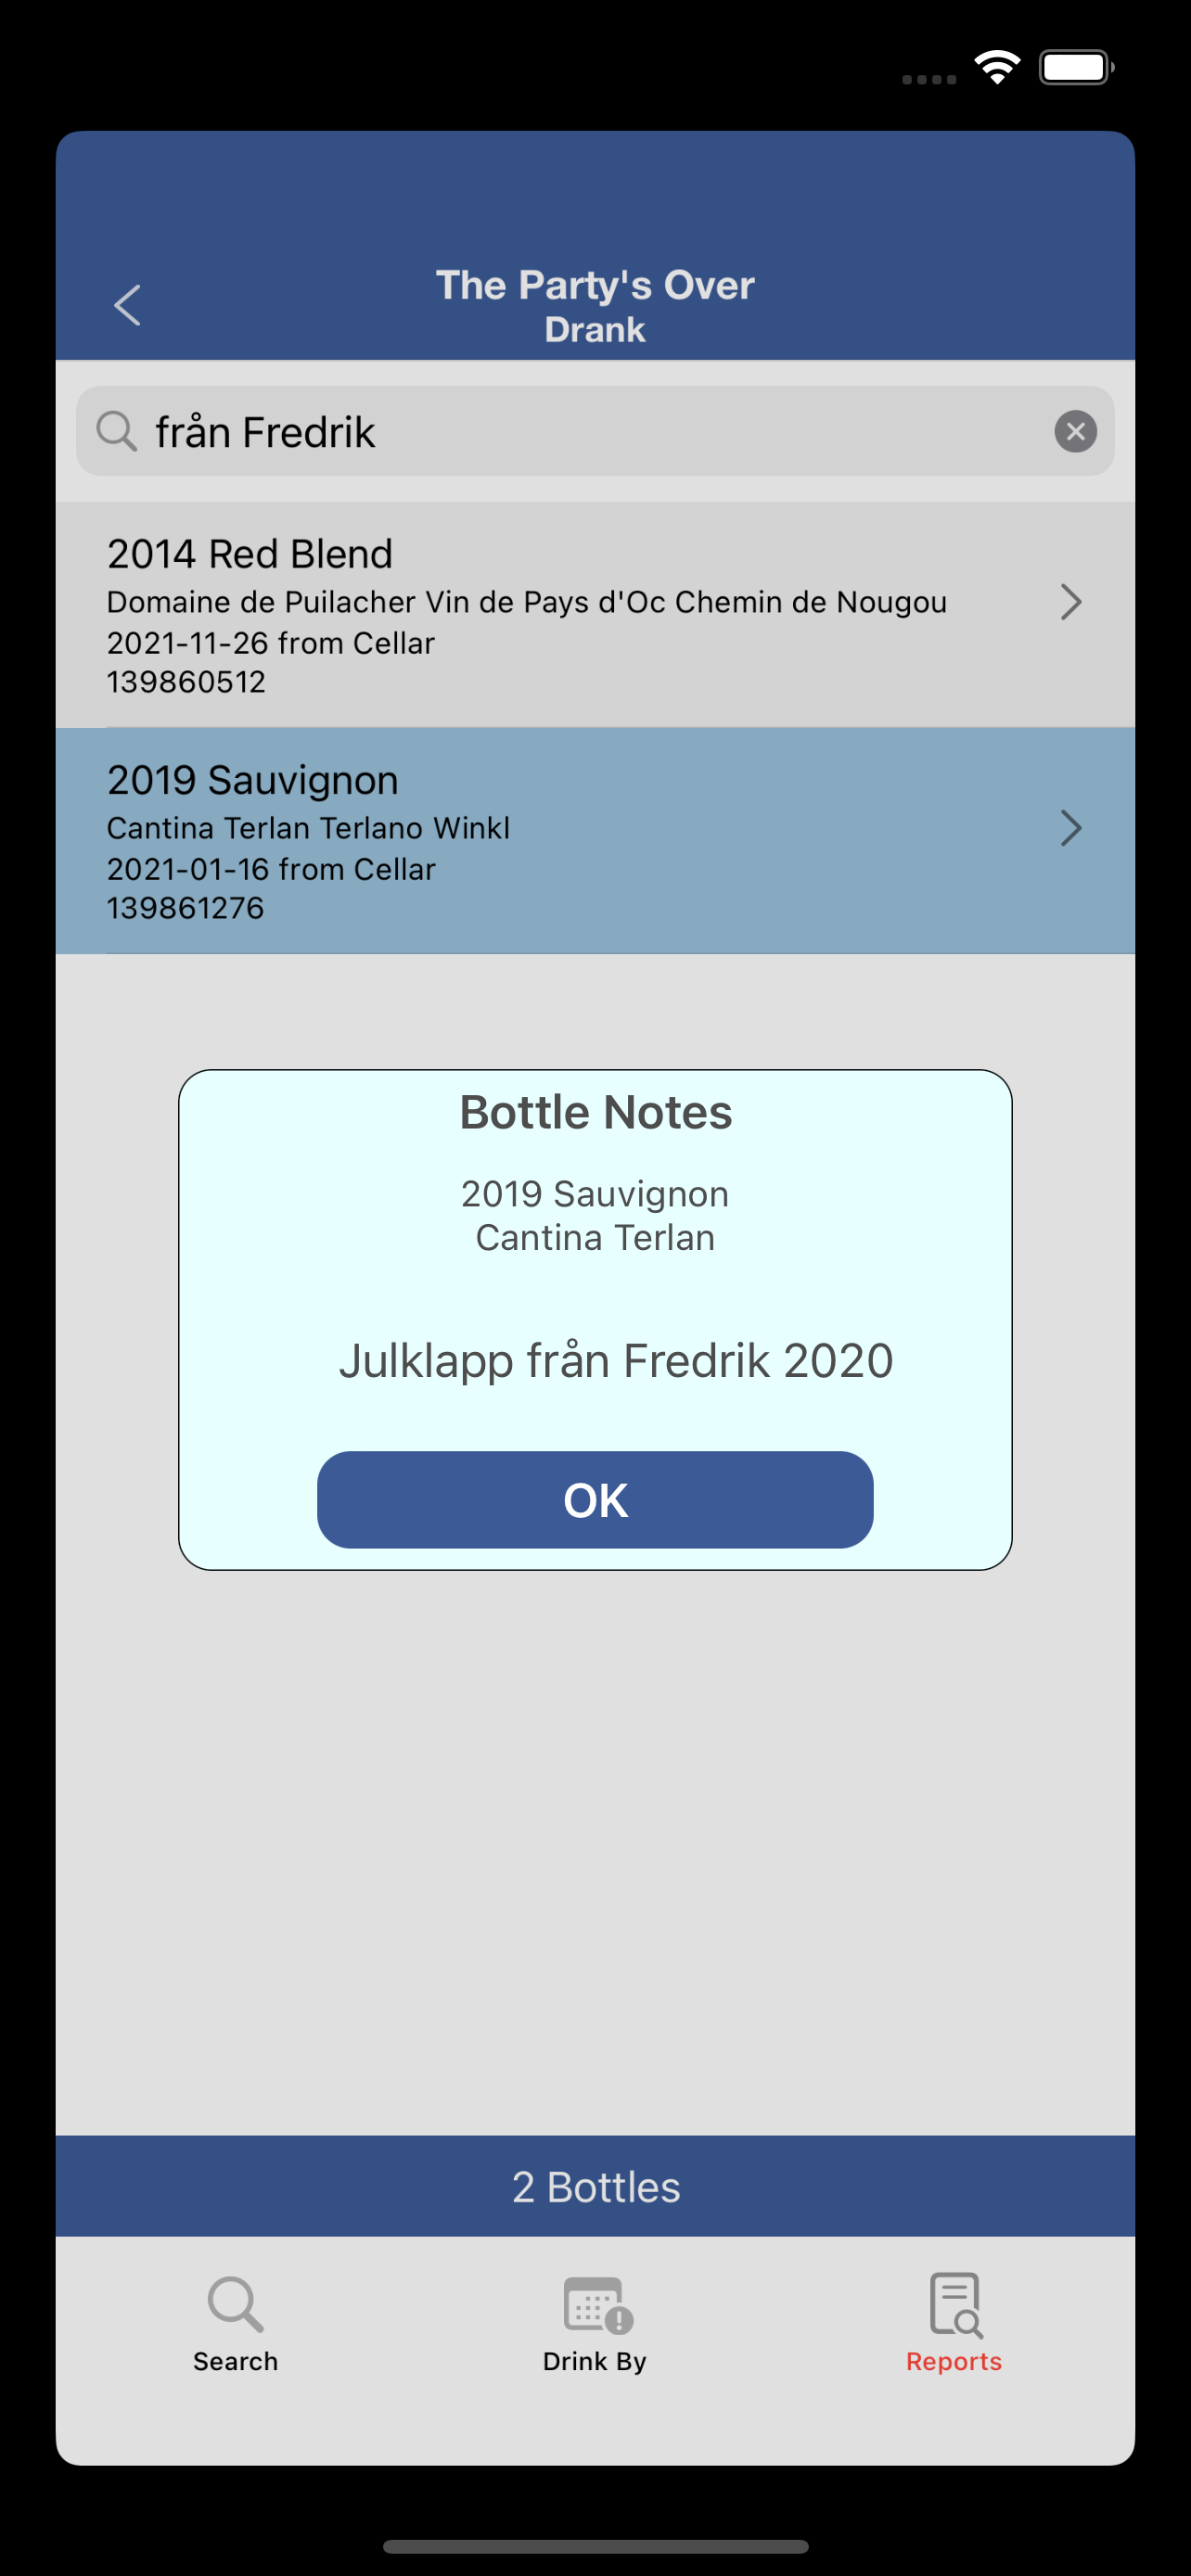 The Party's Over
Drank
från Fredrik
2014 Red Blend
Domaine de Puilacher Vin de Pays d'Oc Chemin de Nougou
2021-11-26 from Cellar
139860512
2019 Sauvignon
Cantina Terlan Terlano Winkl
2021-01-16 from Cellar
139861276
Bottle Notes
2019 Sauvignon
Cantina Terlan
Julklapp från Fredrik 2020
OK
2 Bottles
Search
Drink By
Reports